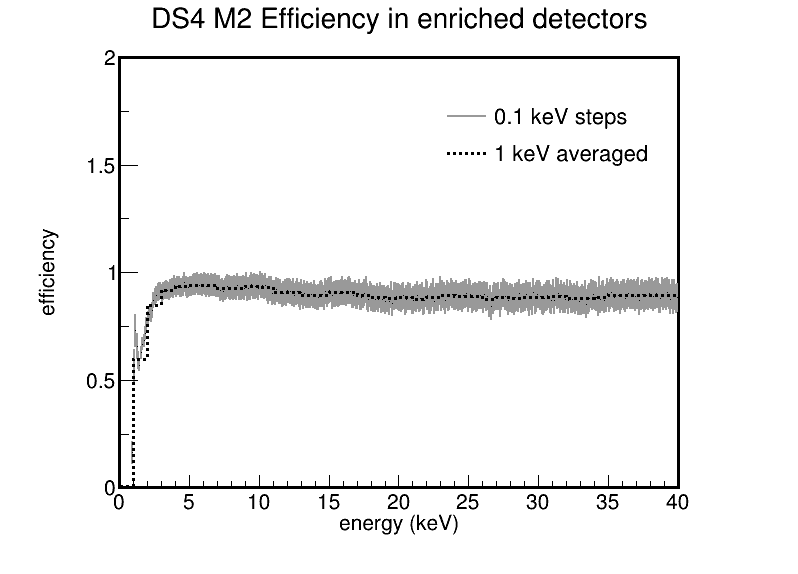 DS4 M2 Efficiency in enriched detectors
2
0.1 keV steps
1 keV averaged
1.5
efficiency
1
0.5
0
0 5 10 15 20 25 30 35 40
energy (keV)